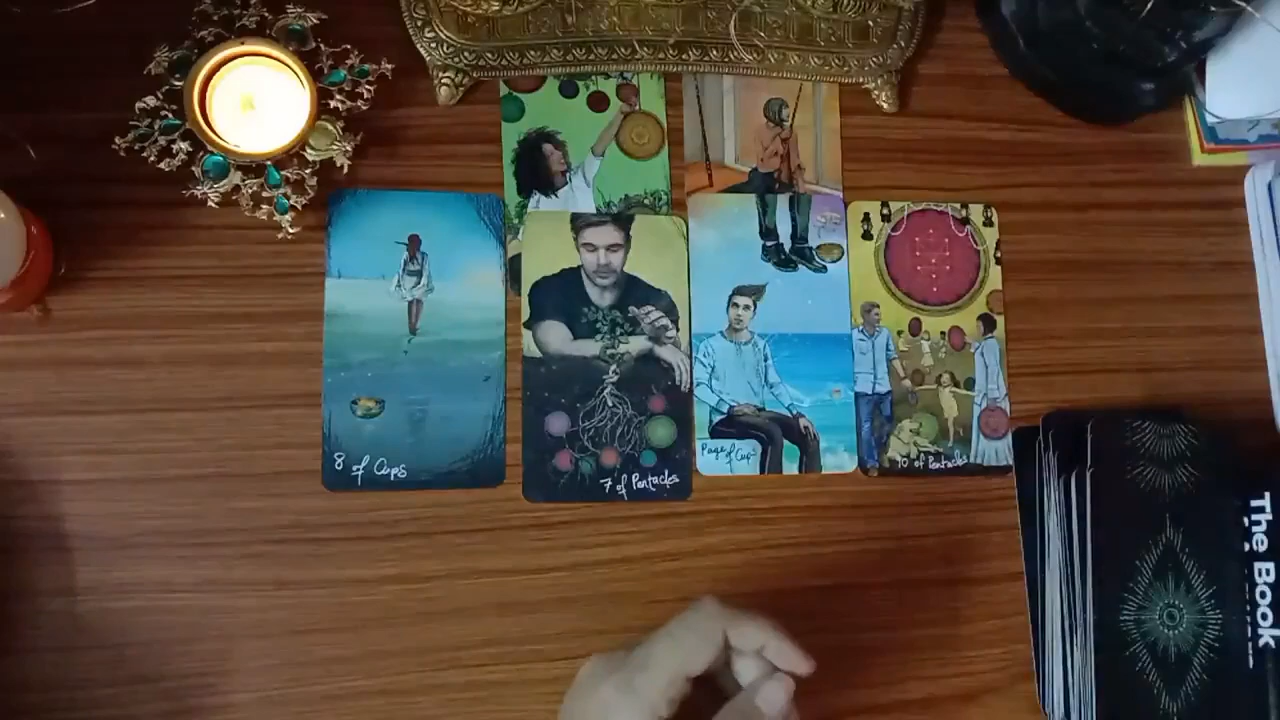 8 of Cups
7 of Pentacles
Page
of Cups
10 of Pentacles
The Book